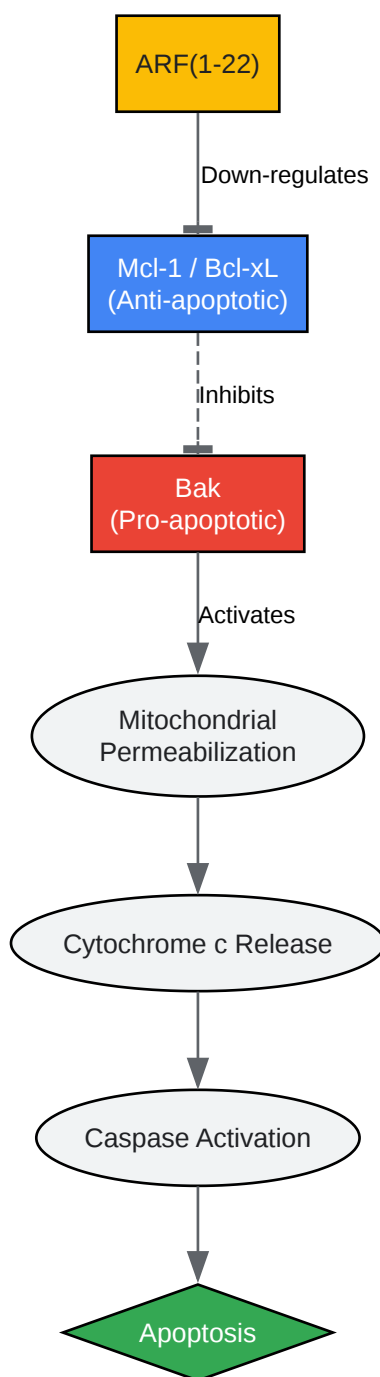 ARF(1-22)
Down-regulates
Mcl-1 / Bcl-xL
(Anti-apoptotic)
Inhibits
Bak
(Pro-apoptotic)
Activates
Mitochondrial
Permeabilization
Cytochrome c Release
Caspase Activation
Apoptosis